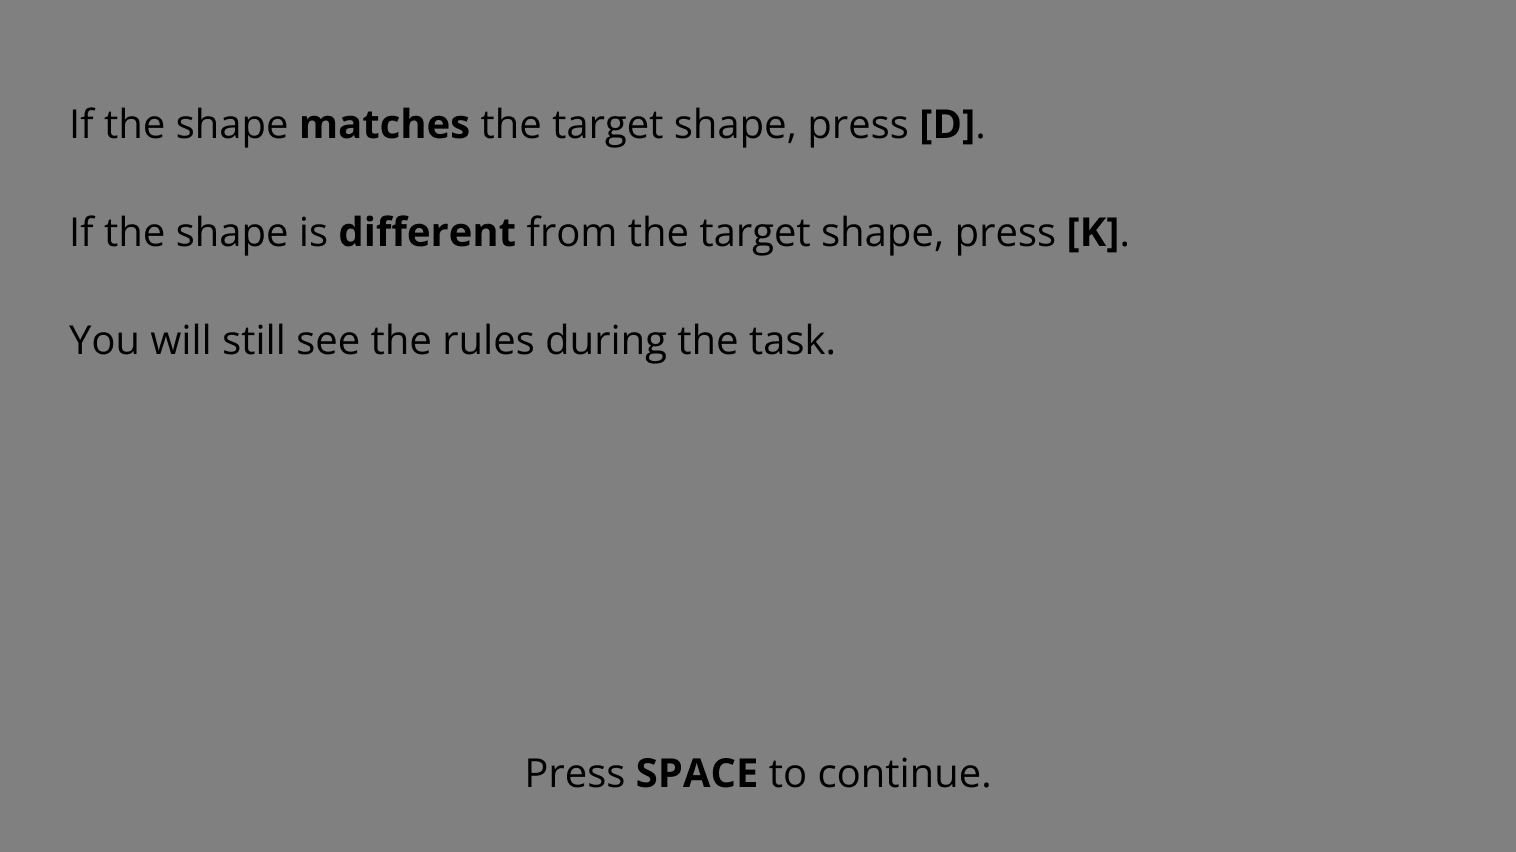 If the shape matches the target shape, press [D].
If the shape is different from the target shape, press [K].
You will still see the rules during the task.
Press SPACE to continue.